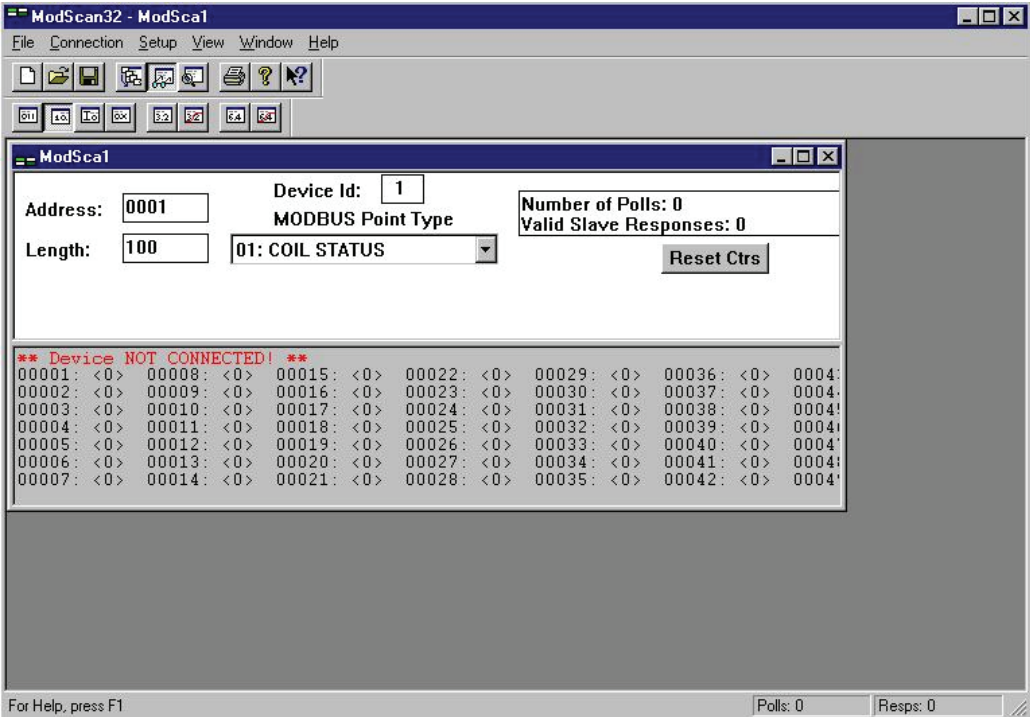 ModScan32 - ModSca1
File Connection Setup View Window Help
ModSca1
Device Id: 1
Address: 0001
MODBUS Point Type
Number of Polls: 0
Valid Slave Responses: 0
Length: 100
01: COIL STATUS
Reset Ctrs
** Device NOT CONNECTED! **
00001: <0> 00008: <0> 00015: <0> 00022: <0> 00029: <0> 00036: <0>
00002: <0> 00009: <0> 00016: <0> 00023: <0> 00030: <0> 00037: <0>
00003: <0> 00010: <0> 00017: <0> 00024: <0> 00031: <0> 00038: <0>
00004: <0> 00011: <0> 00018: <0> 00025: <0> 00032: <0> 00039: <0>
00005: <0> 00012: <0> 00019: <0> 00026: <0> 00033: <0> 00040: <0>
00006: <0> 00013: <0> 00020: <0> 00027: <0> 00034: <0> 00041: <0>
00007: <0> 00014: <0> 00021: <0> 00028: <0> 00035: <0> 00042: <0>
For Help, press F1
Polls: 0
Resps: 0